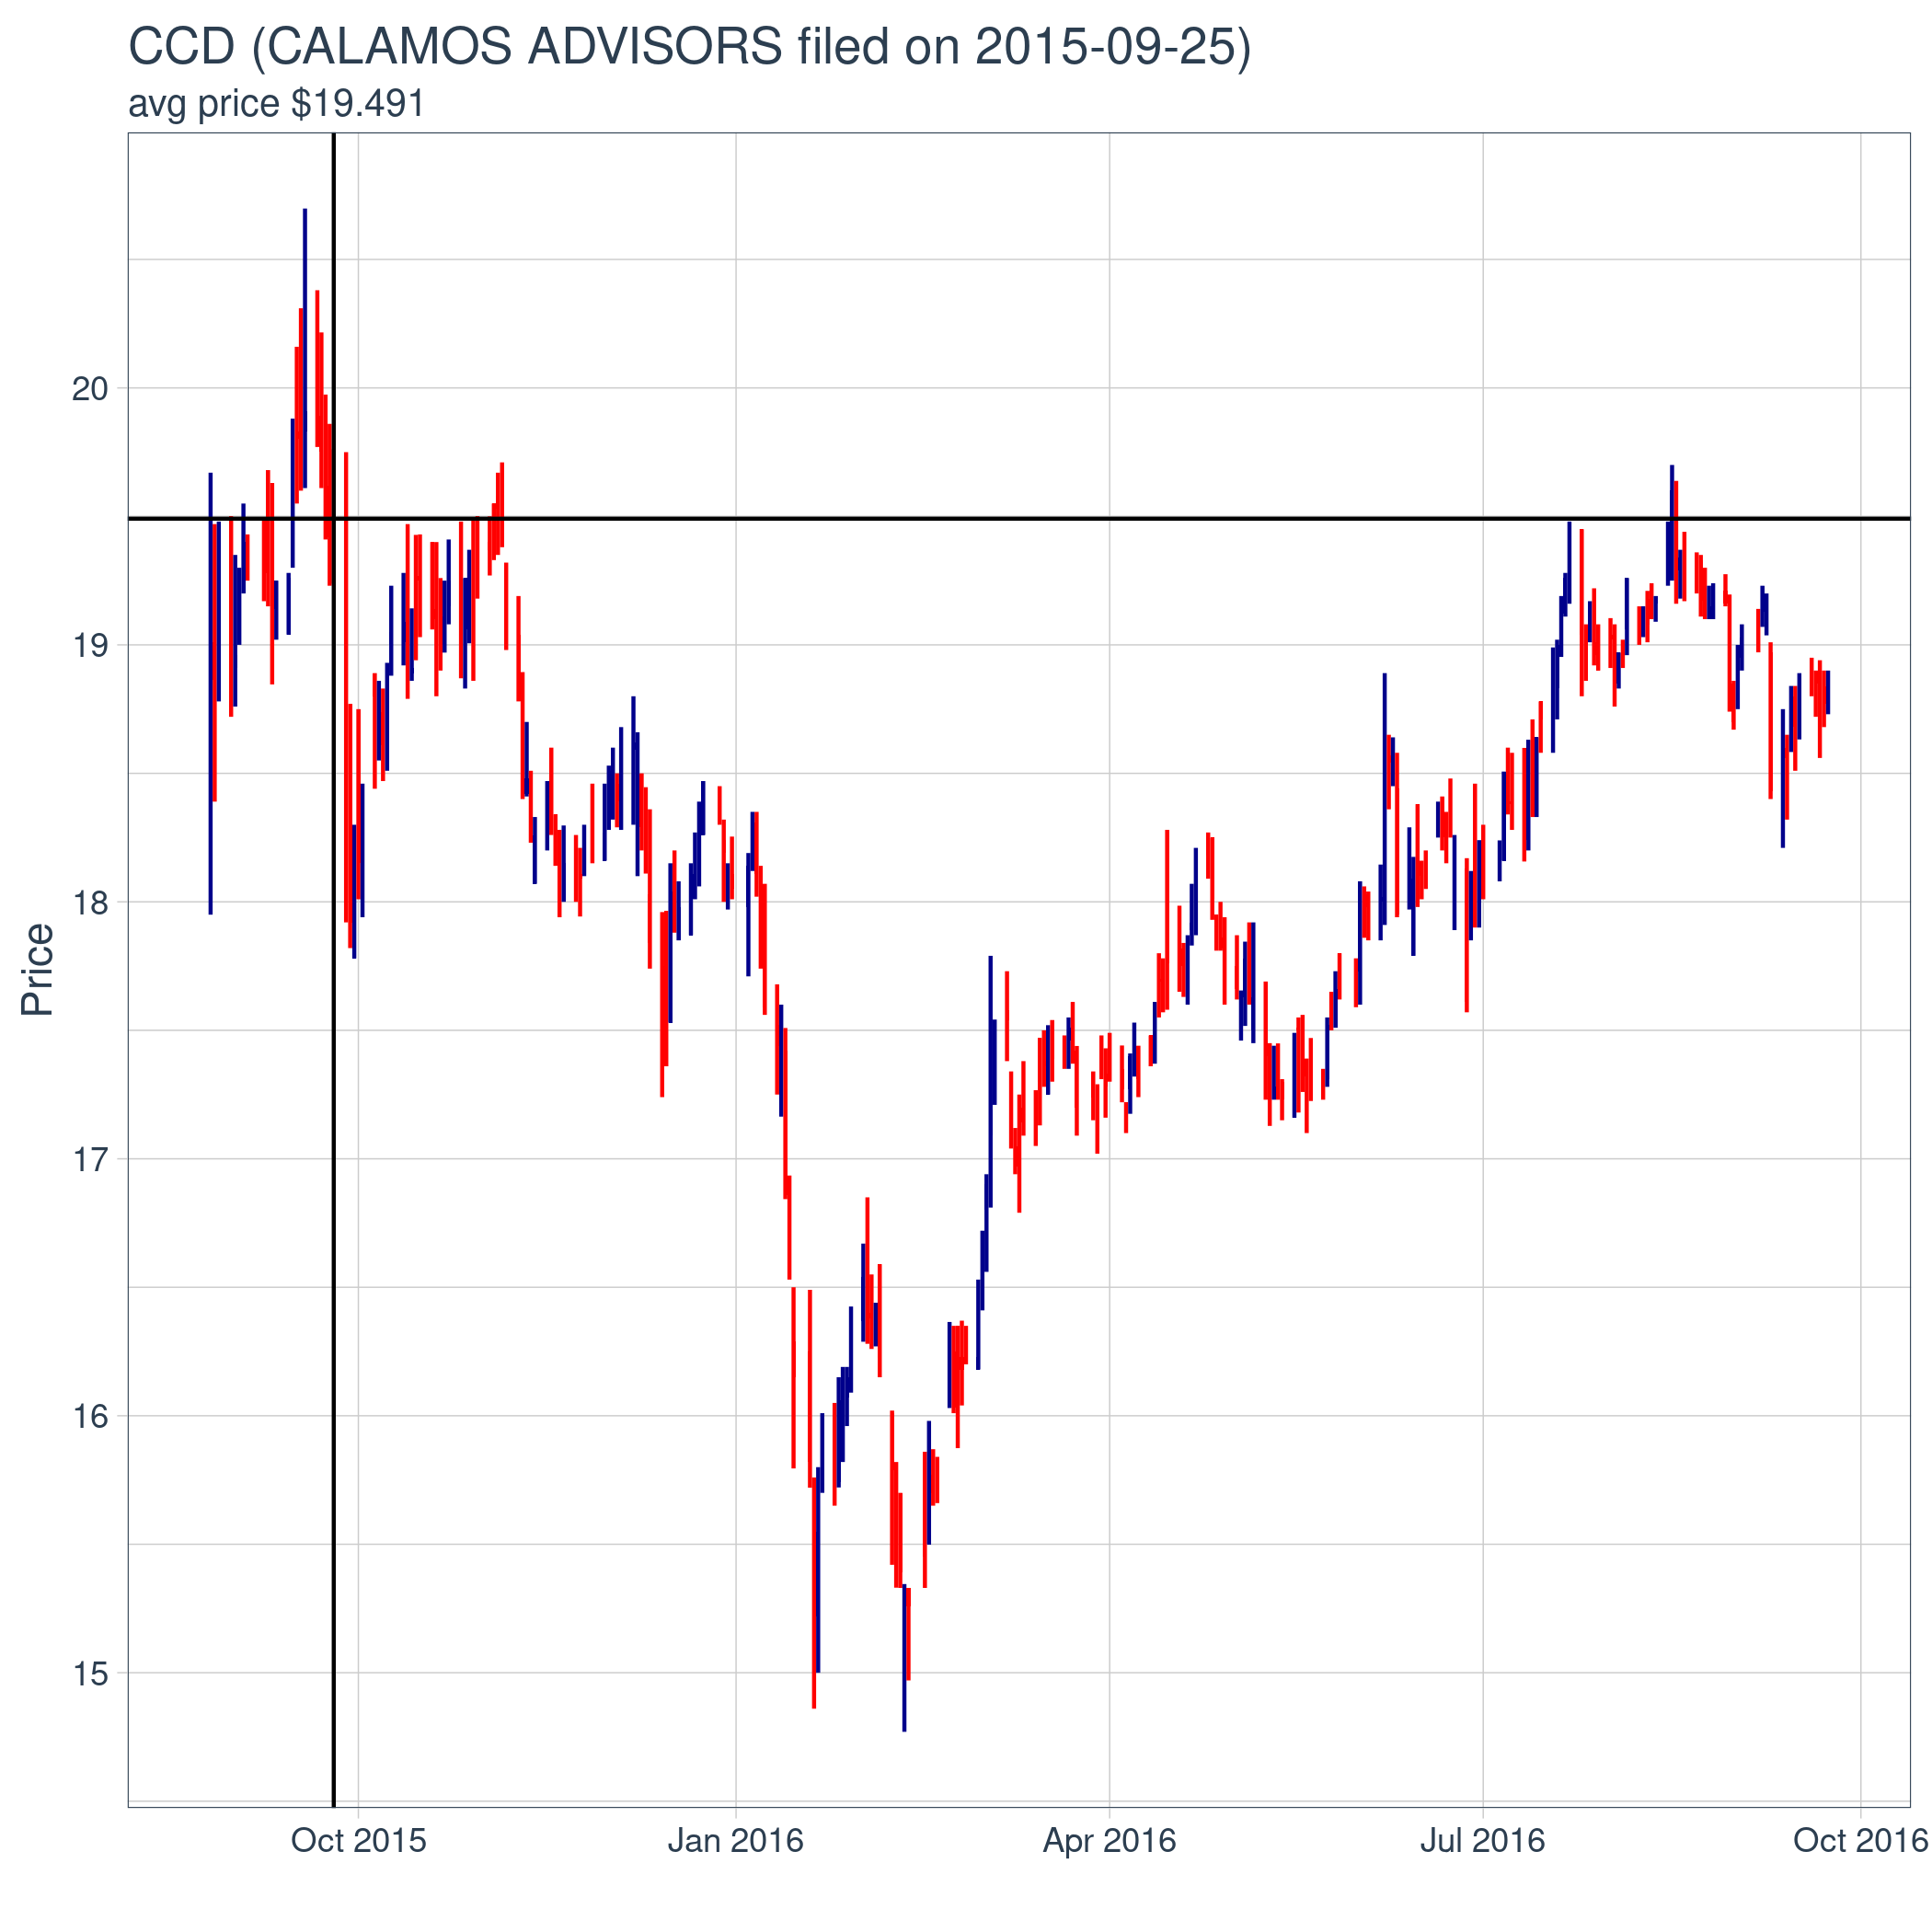 CCD (CALAMOS ADVISORS filed on 2015-09-25)
avg price $19.491
20
19
18
17
16
15
Price
Oct 2015
Jan 2016
Apr 2016
Jul 2016
Oct 2016